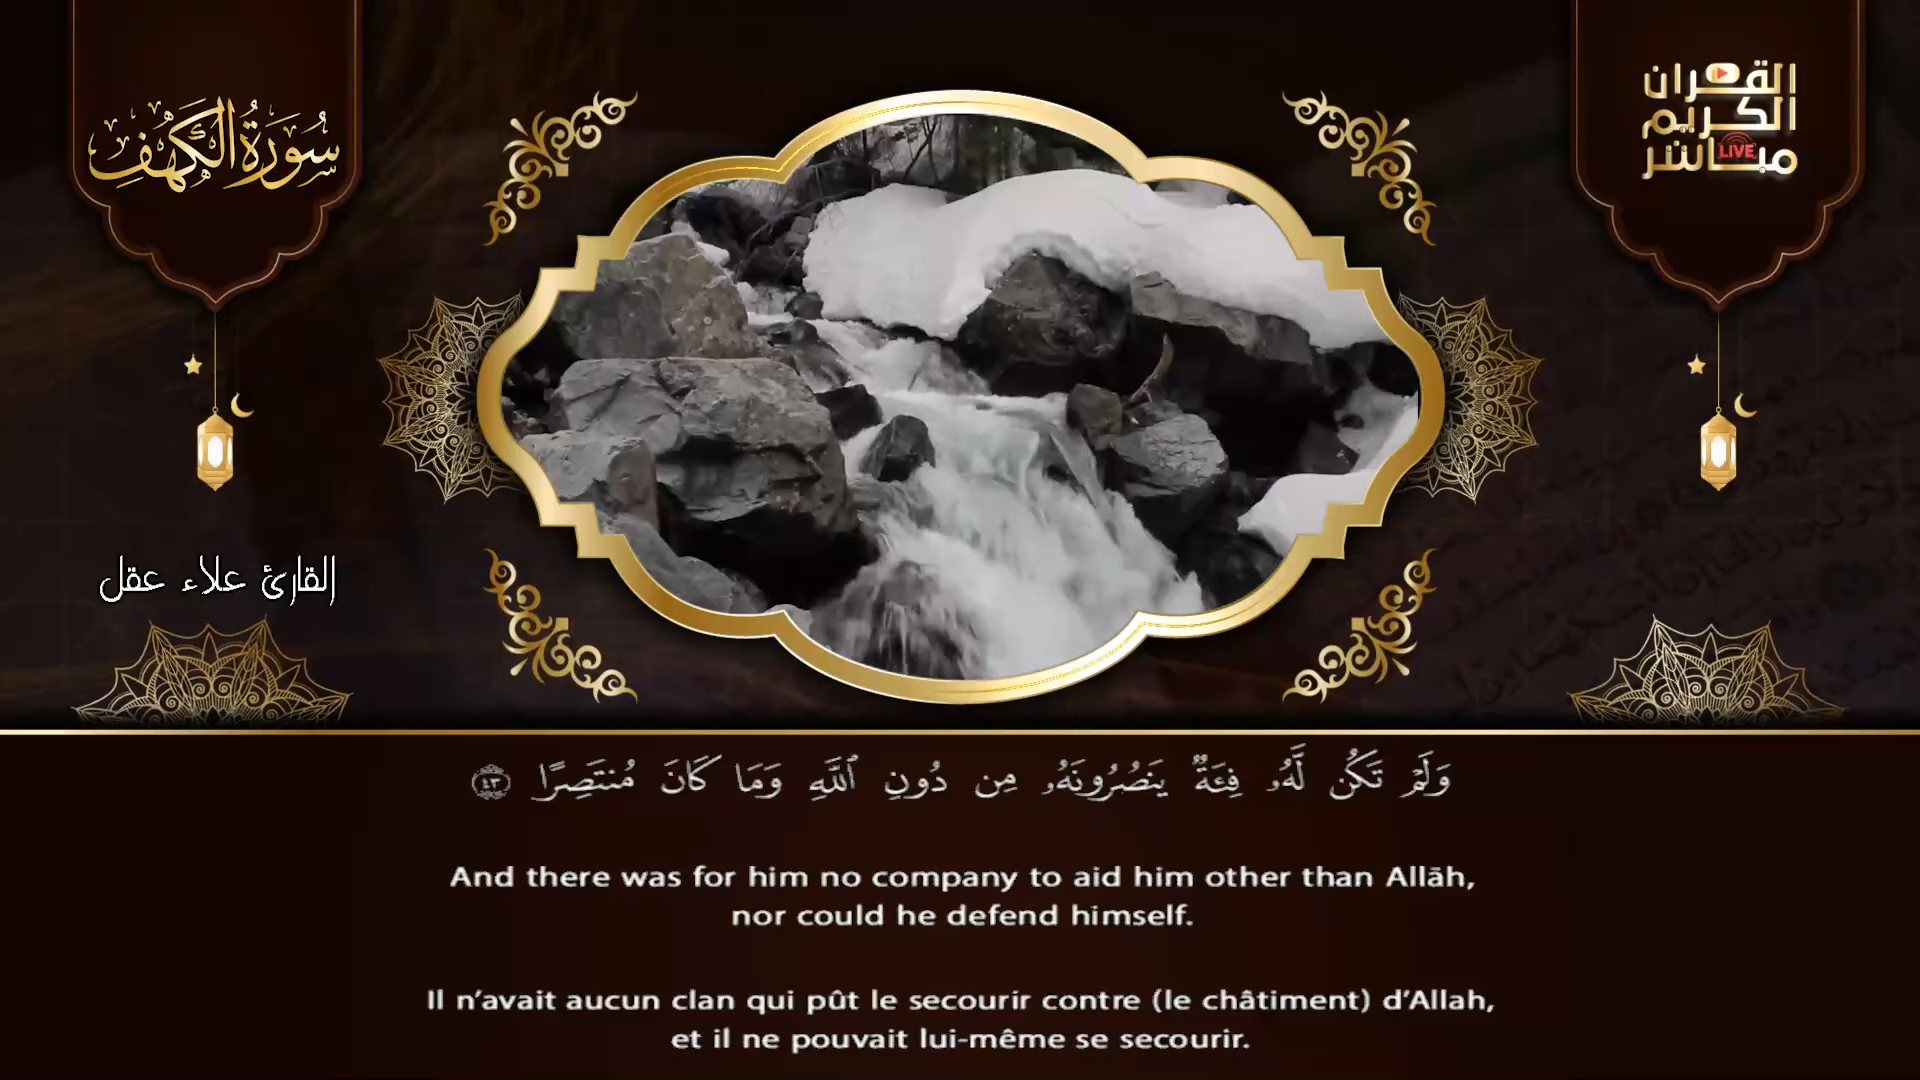 سُورَةُ الكَهْفِ
القرآن
الكريم
مباشر
LIVE
القارئ علاء عقل
وَلَمْ تَكُن لَّهُۥ فِئَةٌ يَنصُرُونَهُۥ مِن دُونِ ٱللَّهِ وَمَا كَانَ مُنتَصِرًا ٤٣
And there was for him no company to aid him other than Allāh,
nor could he defend himself.
Il n’avait aucun clan qui pût le secourir contre (le châtiment) d’Allah,
et il ne pouvait lui-même se secourir.